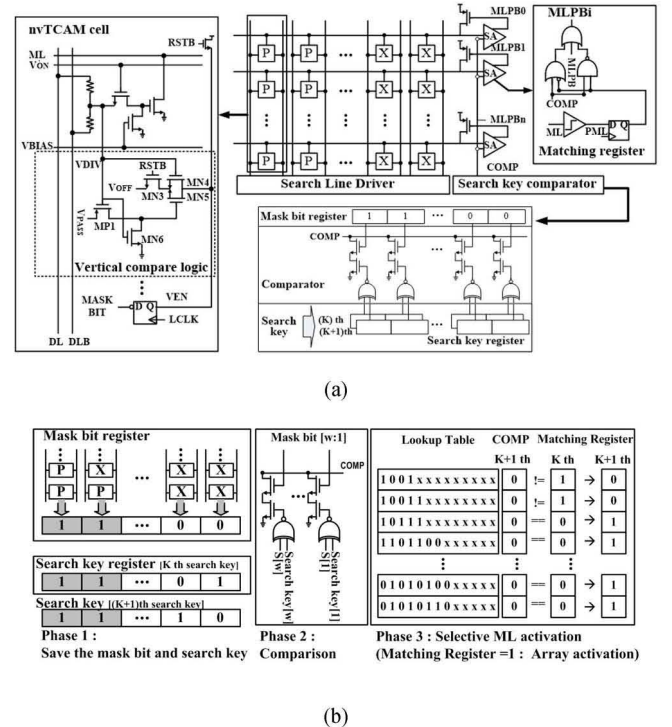 nvTCAM cell
ML
VON
RSTB
VBIAS
VDIV
RSTB
VOFF
MN3
MN4
MN5
VPASS
MP1
MN6
Vertical compare logic
MASK BIT
D Q
VEN
LCLK
DL DLB
P P ... X X
P P ... X X
P P ... X X
Search Line Driver
MLPB0
SA
MLPB1
SA
MLPBn
SA
COMP
Search key comparator
MLPBi
MLPB
COMP
ML
PML
D Q
Matching register
Mask bit register
1 1 ... 0 0
COMP
Comparator
Search key
(K) th
(K+1)th
Search key register
(a)
Mask bit register
P X ... X X
P P ... X X
1 1 ... 0 0
Search key register [K th search key]
1 1 ... 0 1
Search key [(K+1)th search key]
1 1 ... 1 0
Phase 1 :
Save the mask bit and search key
Mask bit [w:1]
COMP
S[w]
Search key[w]
S[1]
Search key[1]
Phase 2 :
Comparison
Lookup Table COMP Matching Register
K+1 th K th K+1 th
1 0 0 1 x x x x x x x x x 0 != 1 → 0
1 0 0 1 1 x x x x x x x x 0 != 1 → 0
1 0 1 1 1 x x x x x x x x 0 == 0 → 1
1 1 0 1 1 0 0 x x x x x x 0 == 0 → 1
0 1 0 1 0 1 0 0 x x x x x 0 == 0 → 1
0 1 0 1 0 1 1 0 x x x x x 0 == 0 → 1
Phase 3 : Selective ML activation
(Matching Register =1 : Array activation)
(b)